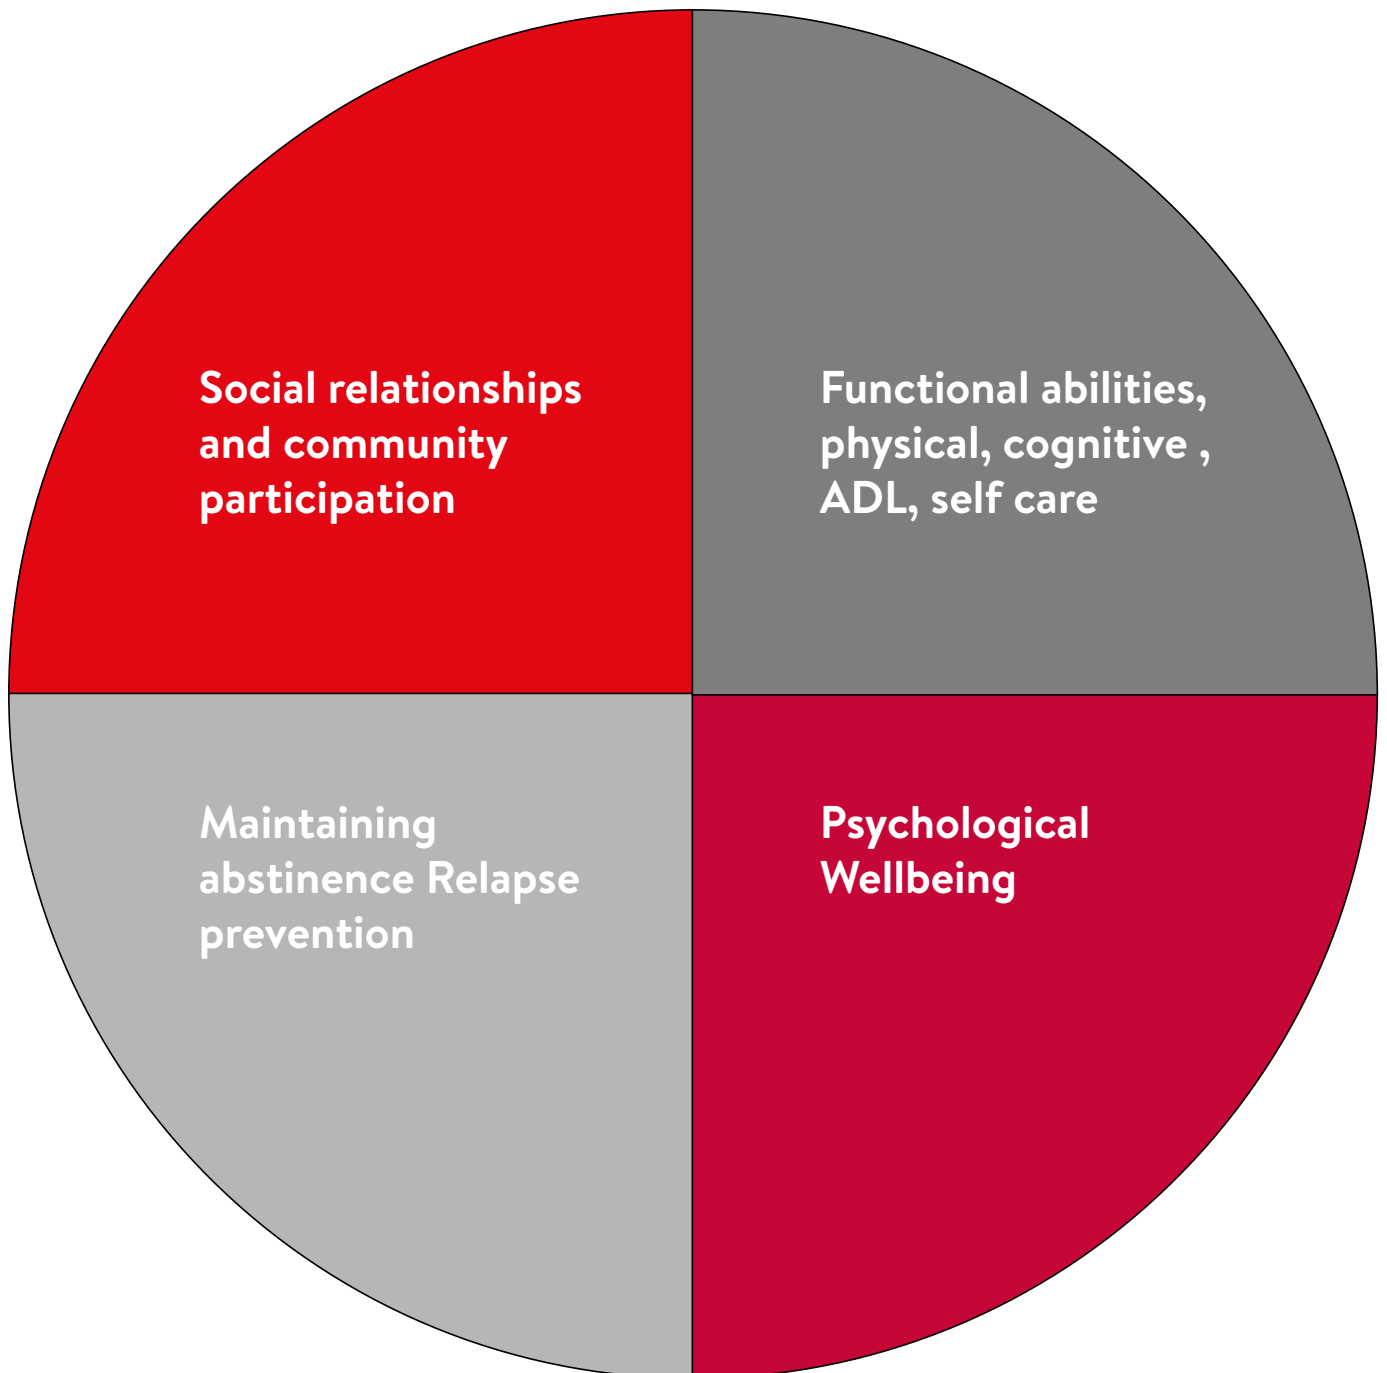 Social relationships
and community
participation
Functional abilities,
physical, cognitive ,
ADL, self care
Maintaining
abstinence Relapse
prevention
Psychological
Wellbeing